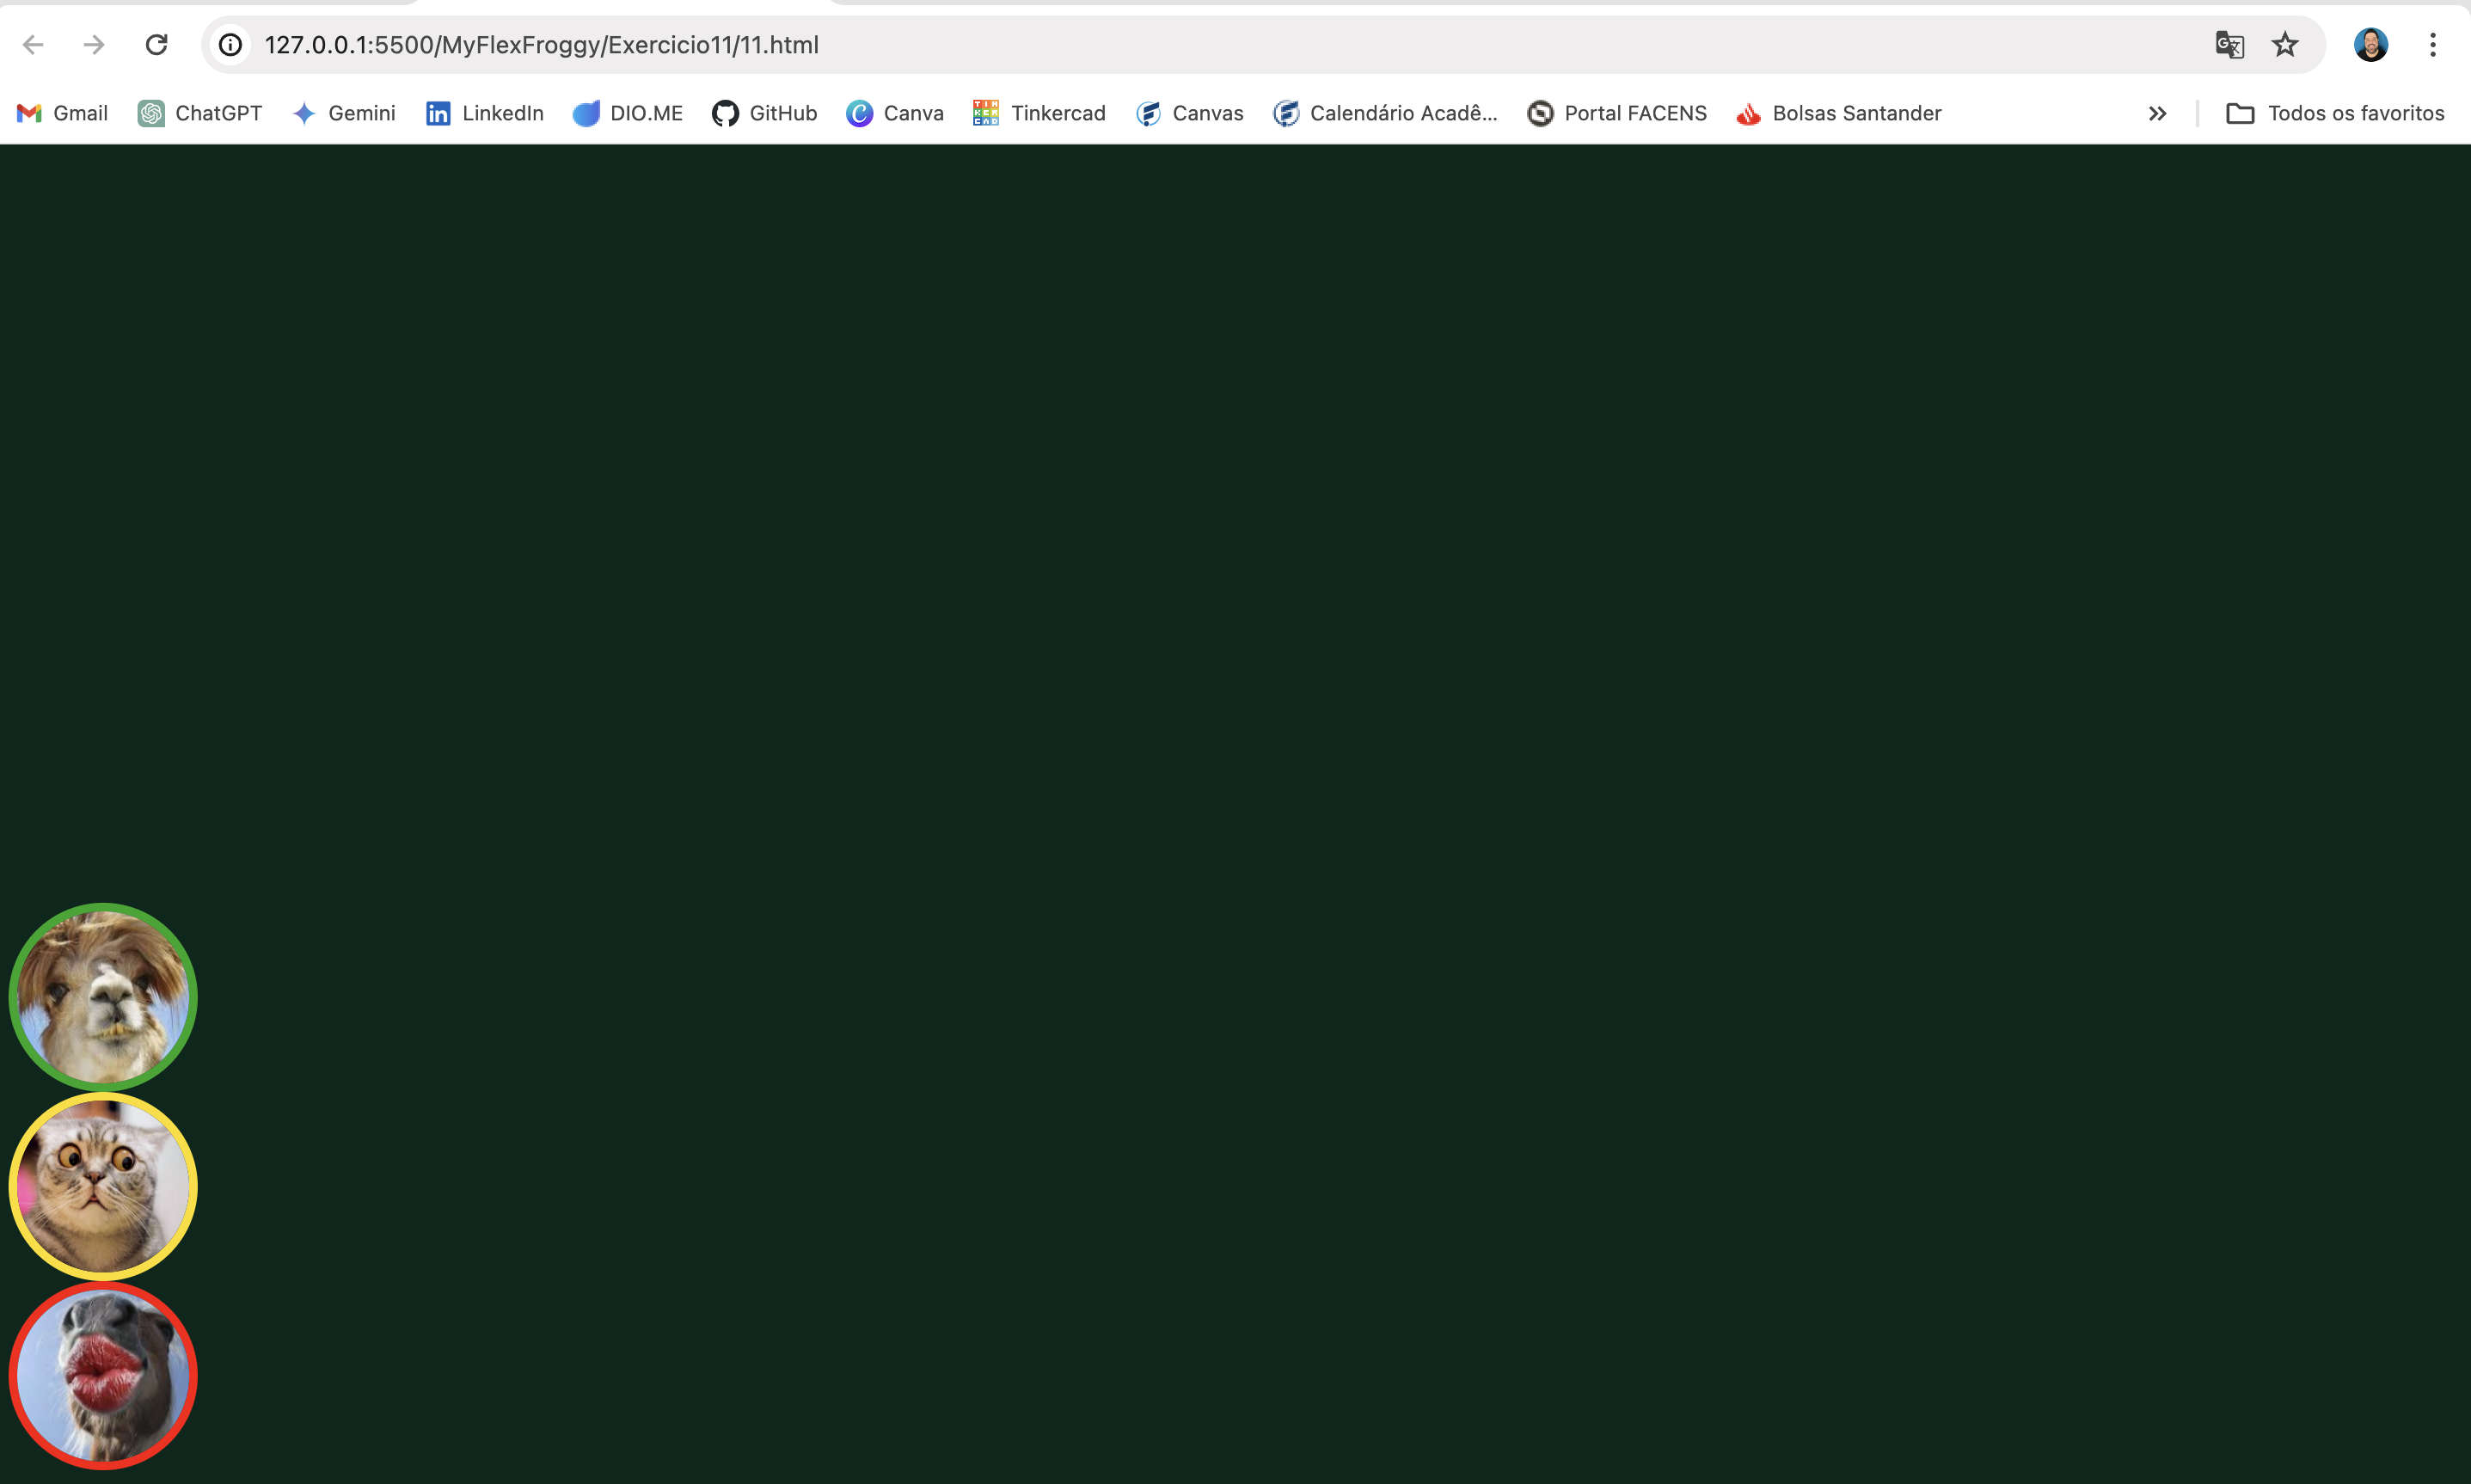 127.0.0.1:5500/MyFlexFroggy/Exercicio11/11.html
Gmail ChatGPT Gemini LinkedIn DIO.ME GitHub Canva Tinkercad Canvas Calendário Acadê... Portal FACENS Bolsas Santander » Todos os favoritos